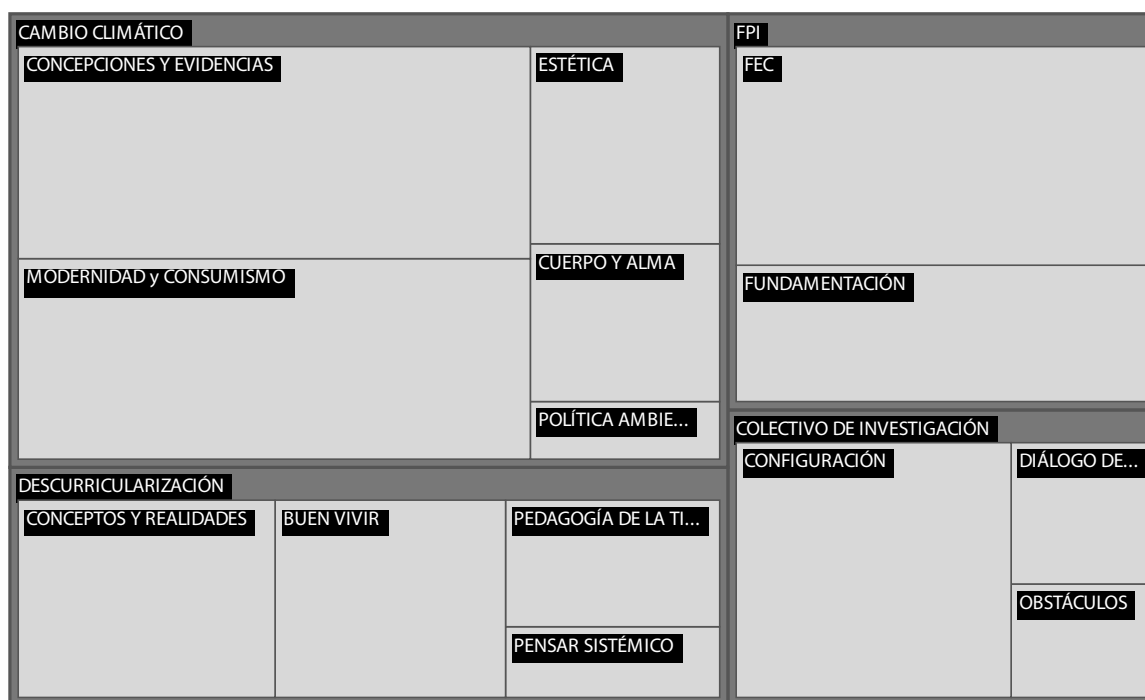 CAMBIO CLIMÁTICO
CONCEPCIONES Y EVIDENCIAS
ESTÉTICA
MODERNIDAD y CONSUMISMO
CUERPO Y ALMA
POLÍTICA AMBIE...
FPI
FEC
FUNDAMENTACIÓN
DESCURRICULARIZACIÓN
CONCEPTOS Y REALIDADES
BUEN VIVIR
PEDAGOGÍA DE LA TI...
PENSAR SISTÉMICO
COLECTIVO DE INVESTIGACIÓN
CONFIGURACIÓN
DIÁLOGO DE...
OBSTÁCULOS